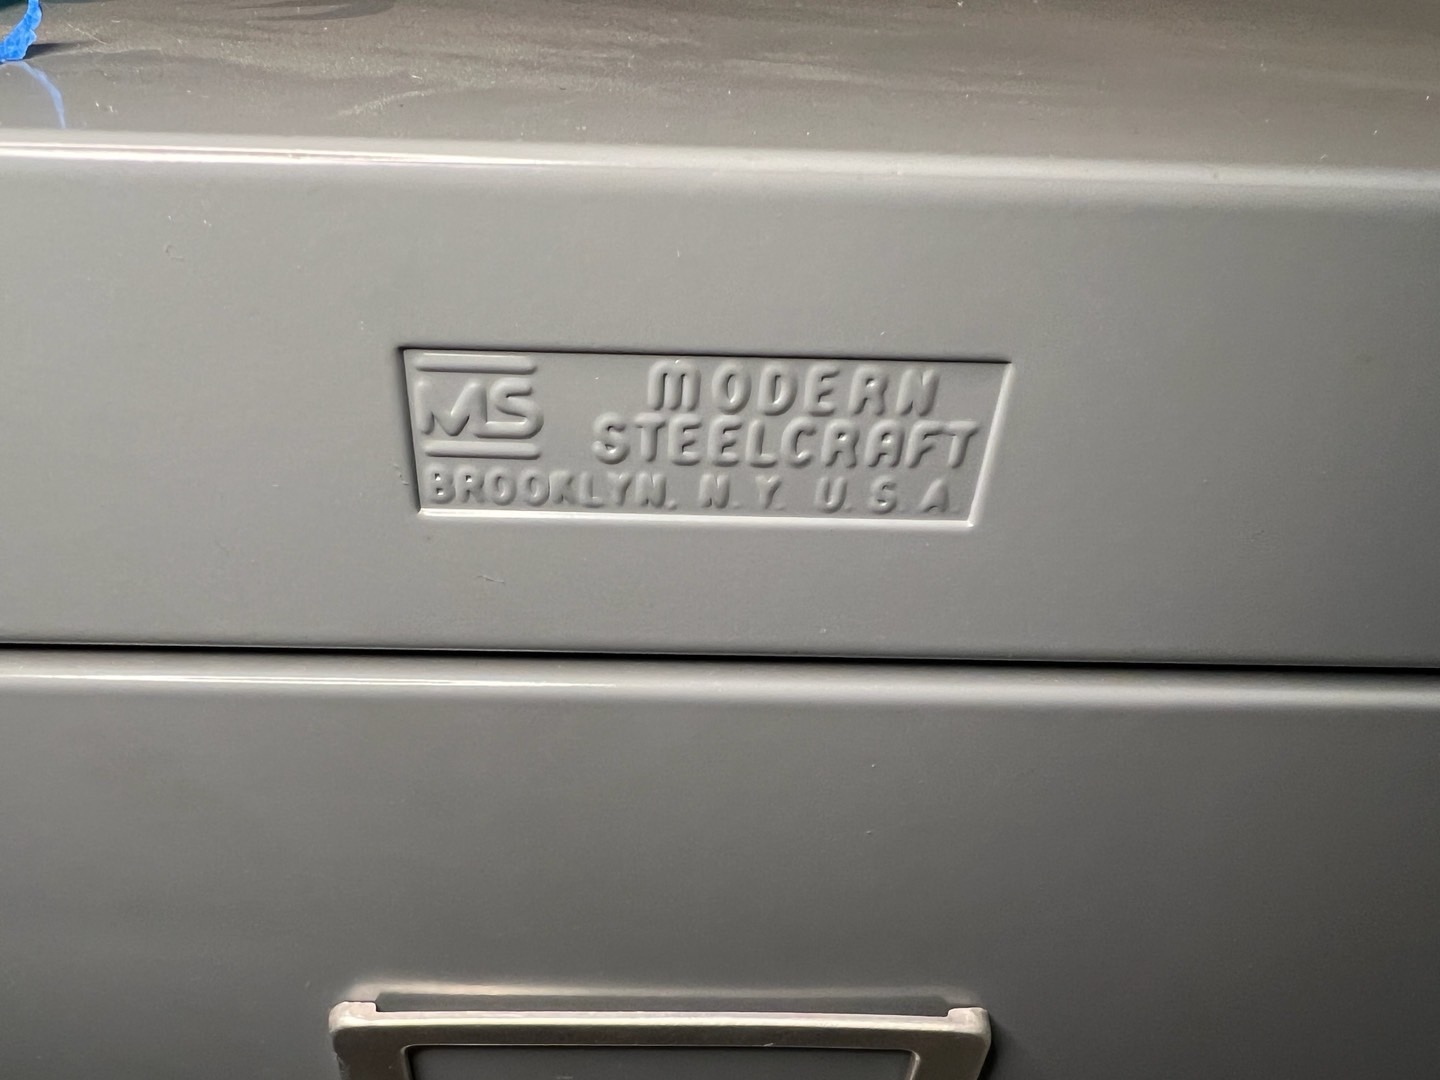 MS
MODERN
STEELCRAFT
BROOKLYN, N.Y. U.S.A.